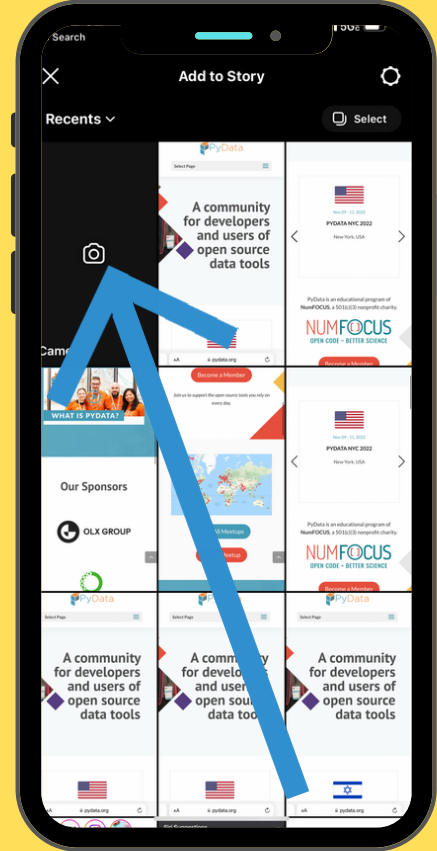 Search
5G
Add to Story
Recents
Select
Came
PyData
Select Page
A community
for developers
and users of
open source
data tools
AA
pydata.org
Nov 09 - 11, 2022
PYDATA NYC 2022
New York, USA
PyData is an educational program of
NumFOCUS, a 501(c)(3) nonprofit charity.
NUMFOCUS
OPEN CODE = BETTER SCIENCE
Become a Member
WHAT IS PYDATA?
Our Sponsors
OLX GROUP
Become a Member
Join us to support the open source tools you rely on
every day.
Meetups
Meetup
Nov 09 - 11, 2022
PYDATA NYC 2022
New York, USA
PyData is an educational program of
NumFOCUS, a 501(c)(3) nonprofit charity.
NUMFOCUS
OPEN CODE = BETTER SCIENCE
Become a Member
PyData
Select Page
A community
for developers
and users of
open source
data tools
AA
pydata.org
PyData
Select Page
A community
for
and users of
open
data
AA
pydata.org
PyData
Select Page
A community
for developers
and users of
open source
data tools
AA
pydata.org
Siri Suggestions